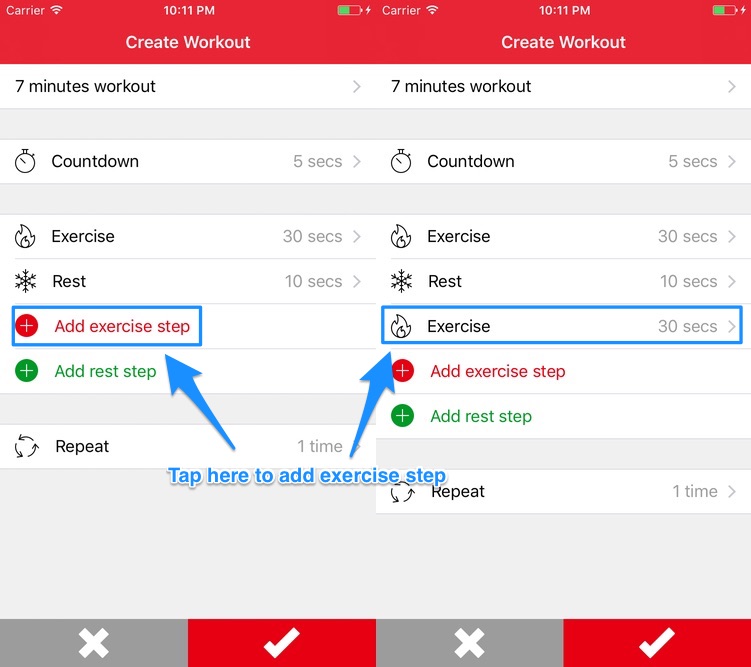 Carrier 10:11 PM
Create Workout
7 minutes workout
Countdown 5 secs
Exercise 30 secs
Rest 10 secs
Add exercise step
Add rest step
Repeat 1 time
Carrier 10:11 PM
Create Workout
7 minutes workout
Countdown 5 secs
Exercise 30 secs
Rest 10 secs
Exercise 30 secs
Add exercise step
Add rest step
Repeat 1 time
Tap here to add exercise step